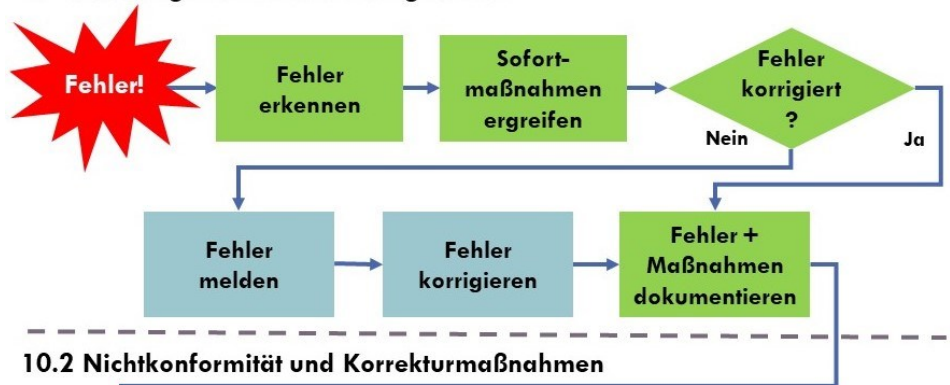 Fehler!
Fehler
erkennen
Sofort-
maßnahmen
ergreifen
Fehler
korrigiert
?
Nein
Ja
Fehler
melden
Fehler
korrigieren
Fehler +
Maßnahmen
dokumentieren
10.2 Nichtkonformität und Korrekturmaßnahmen